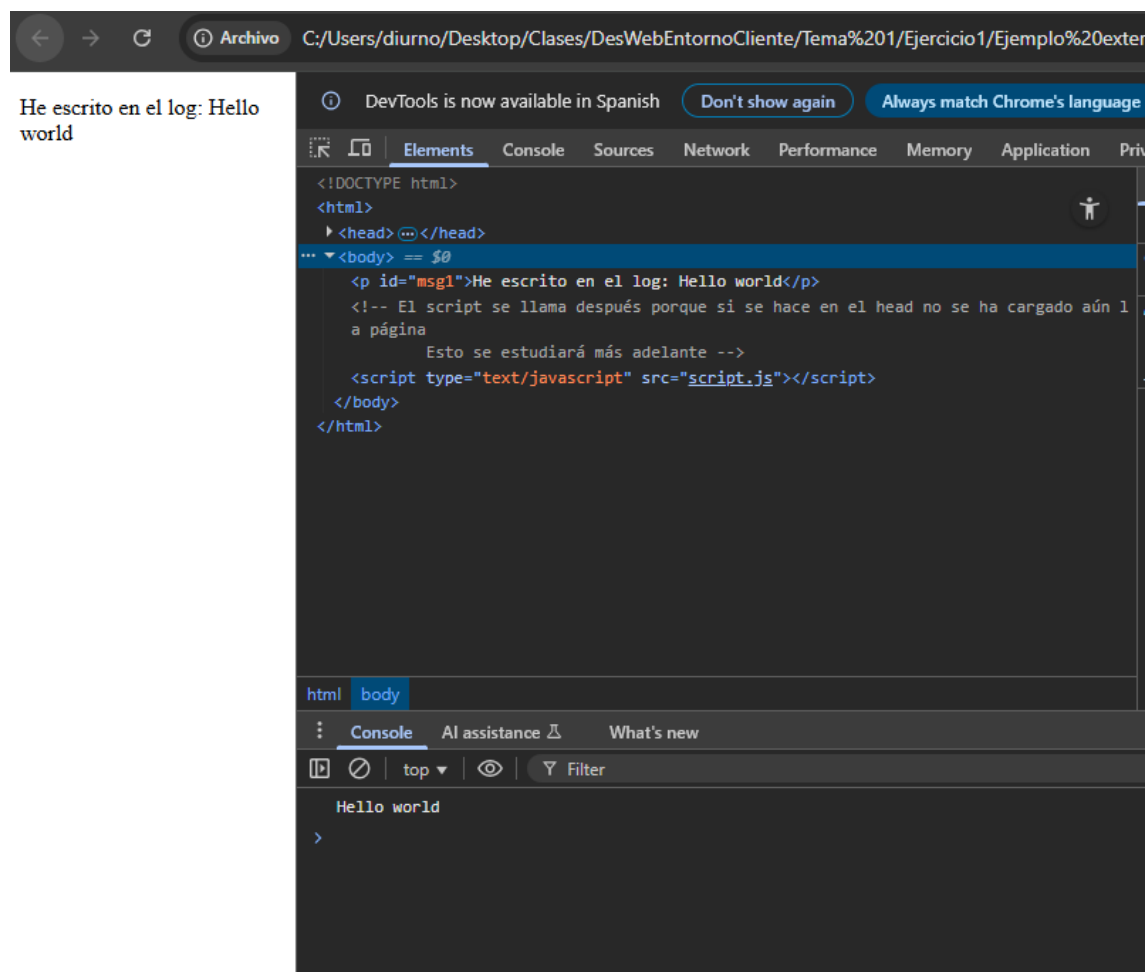 Archivo C:/Users/diurno/Desktop/Clases/DesWebEntornoCliente/Tema%201/Ejercicio1/Ejemplo%20exter
He escrito en el log: Hello
world
DevTools is now available in Spanish Don't show again Always match Chrome's language
Elements Console Sources Network Performance Memory Application Priv
<!DOCTYPE html>
<html>
<head>…</head>
… <body> == $0
<p id="msg1">He escrito en el log: Hello world</p>
<!-- El script se llama después porque si se hace en el head no se ha cargado aún l
a página
Esto se estudiará más adelante -->
<script type="text/javascript" src="script.js"></script>
</body>
</html>
html body
Console AI assistance What's new
top Filter
Hello world